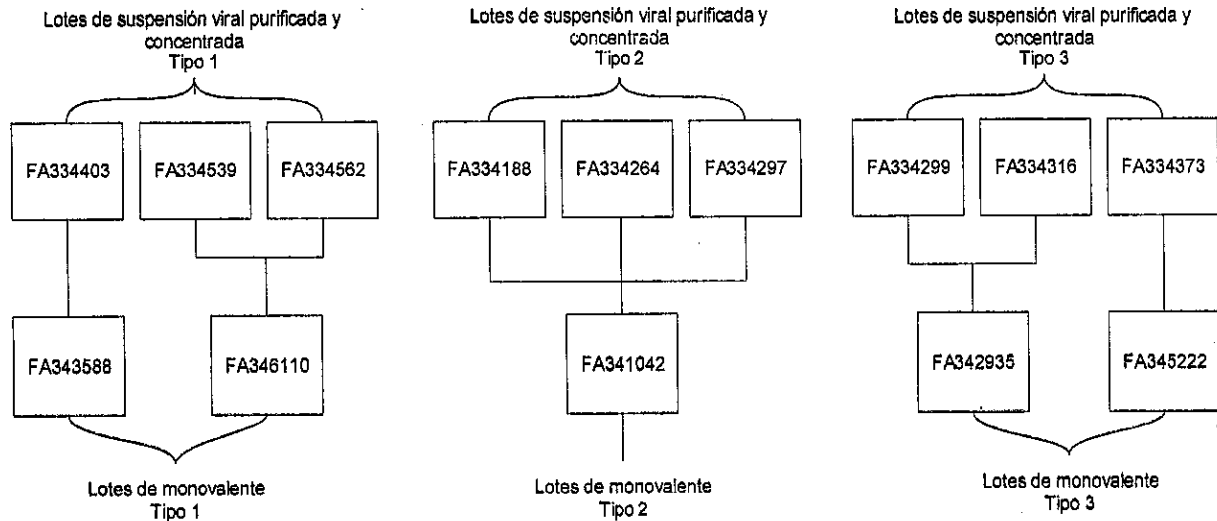 Lotes de suspensión viral purificada y
concentrada
Tipo 1
FA334403
FA334539
FA334562
FA343588
FA346110
Lotes de monovalente
Tipo 1
Lotes de suspensión viral purificada y
concentrada
Tipo 2
FA334188
FA334264
FA334297
FA341042
Lotes de monovalente
Tipo 2
Lotes de suspensión viral purificada y
concentrada
Tipo 3
FA334299
FA334316
FA334373
FA342935
FA345222
Lotes de monovalente
Tipo 3